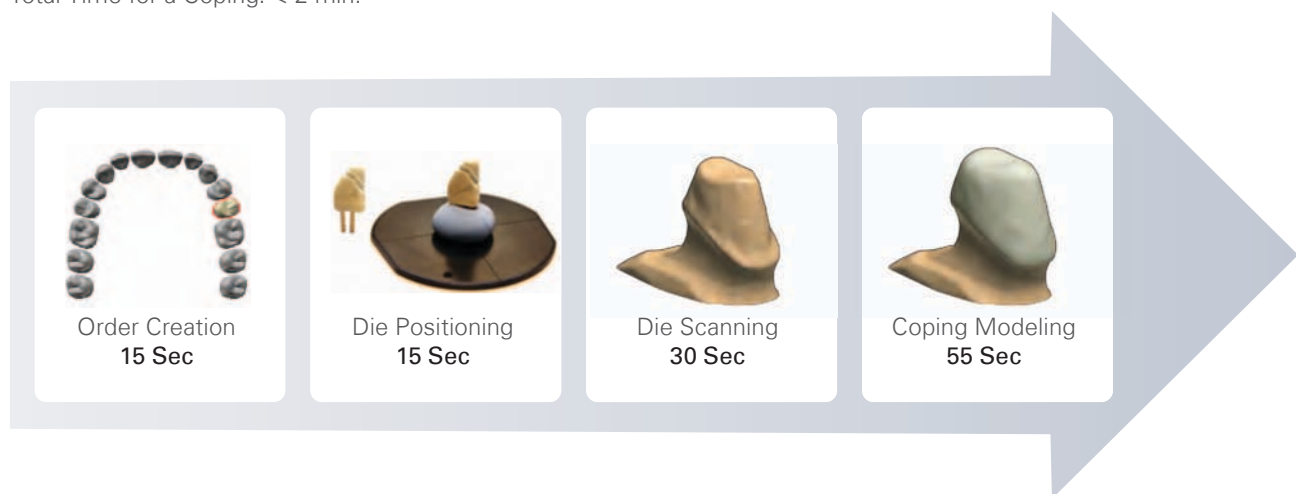 Total Time for a Coping: < 2 min.
Order Creation
15 Sec
Die Positioning
15 Sec
Die Scanning
30 Sec
Coping Modeling
55 Sec